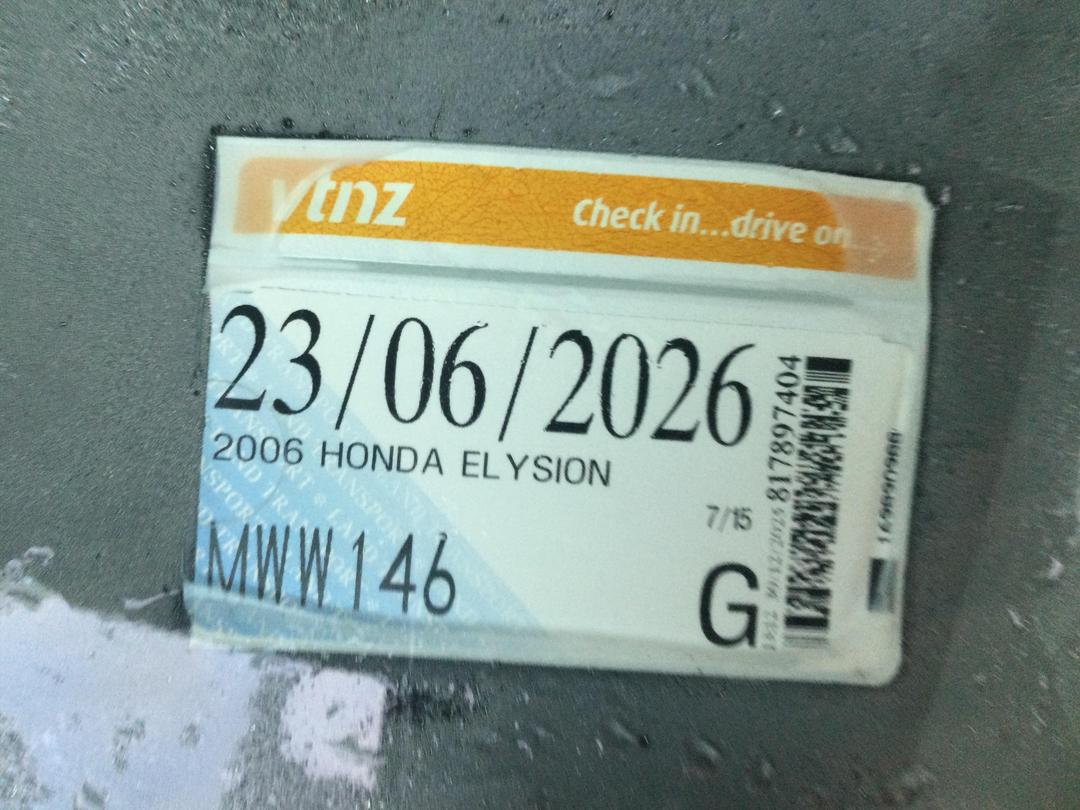 vtnz
Check in...drive on...
23/06/2026
2006 HONDA ELYSION
7/15
MWW146
G
817897404